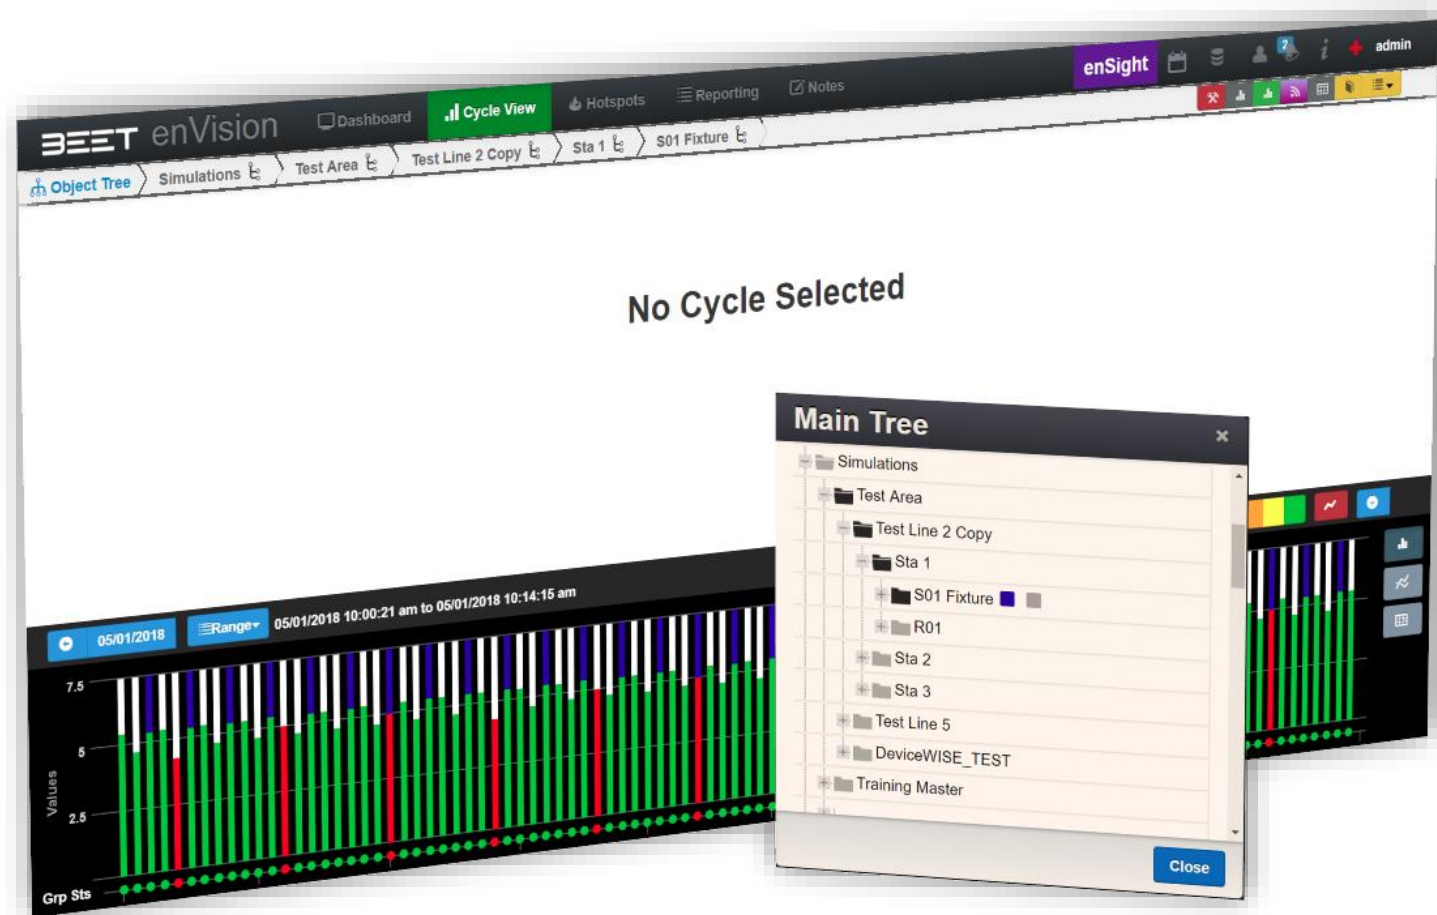 BEET enVision Dashboard Cycle View Hotspots Reporting Notes enSight 2 i admin
Object Tree Simulations Test Area Test Line 2 Copy Sta 1 S01 Fixture
No Cycle Selected
05/01/2018 Range 05/01/2018 10:00:21 am to 05/01/2018 10:14:15 am
7.5
5
2.5
Values
Grp Sts
Main Tree ×
Simulations
Test Area
Test Line 2 Copy
Sta 1
S01 Fixture
R01
Sta 2
Sta 3
Test Line 5
DeviceWISE_TEST
Training Master
Close